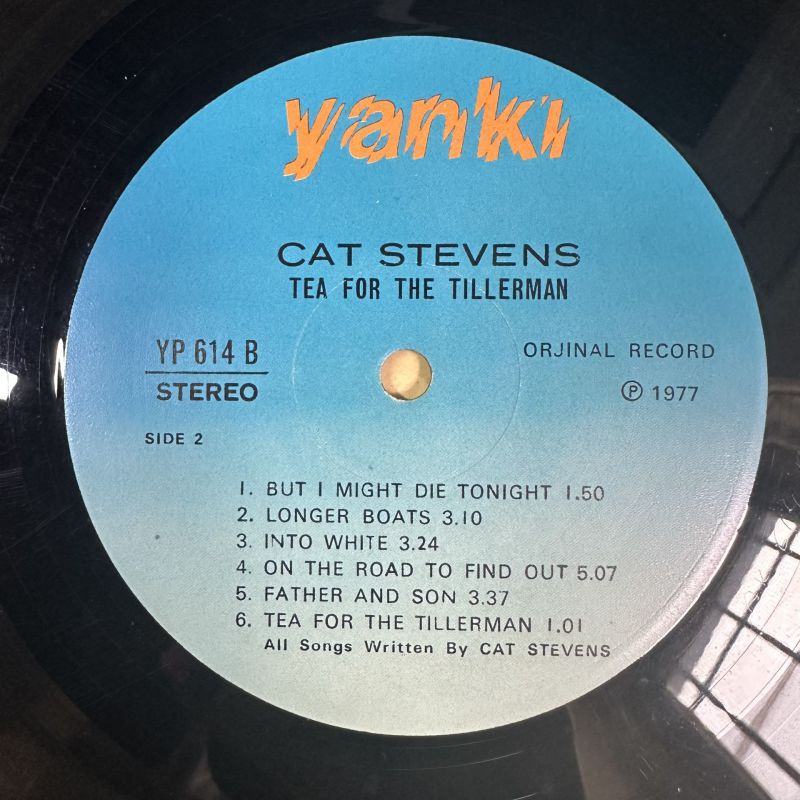 yanki
CAT STEVENS
TEA FOR THE TILLERMAN
YP 614 B
STEREO
ORJINAL RECORD
Ⓟ 1977
SIDE 2
1. BUT I MIGHT DIE TONIGHT 1.50
2. LONGER BOATS 3.10
3. INTO WHITE 3.24
4. ON THE ROAD TO FIND OUT 5.07
5. FATHER AND SON 3.37
6. TEA FOR THE TILLERMAN 1.01
All Songs Written By CAT STEVENS